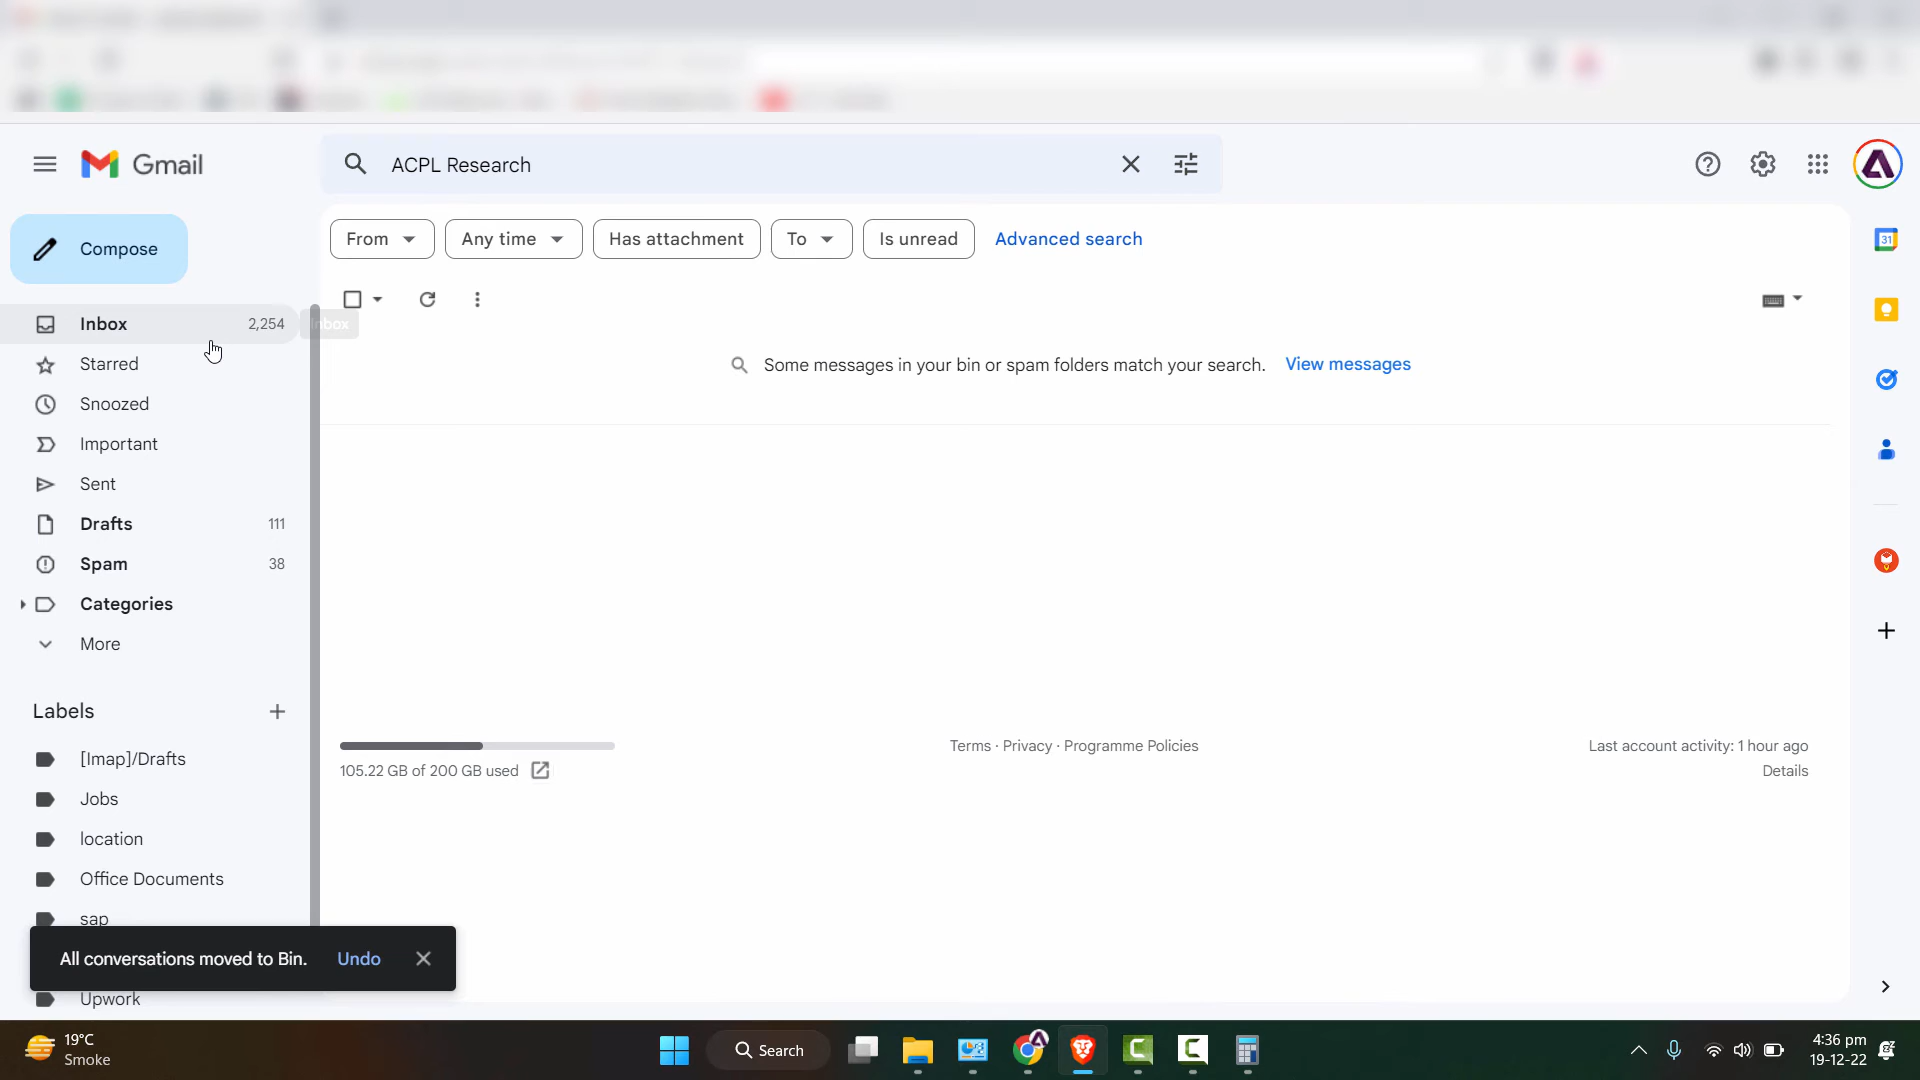 Gmail
ACPL Research
Compose
From
Any time
Has attachment
To
Is unread
Advanced search
Inbox 2,254
Inbox
Starred
Snoozed
Important
Sent
Drafts 111
Spam 38
Categories
More
Some messages in your bin or spam folders match your search. View messages
Labels
[Imap]/Drafts
Jobs
location
Office Documents
sap
Upwork
105.22 GB of 200 GB used
Terms · Privacy · Programme Policies
Last account activity: 1 hour ago
Details
31
All conversations moved to Bin. Undo
19°C
Smoke
Search
4:36 pm
19-12-22